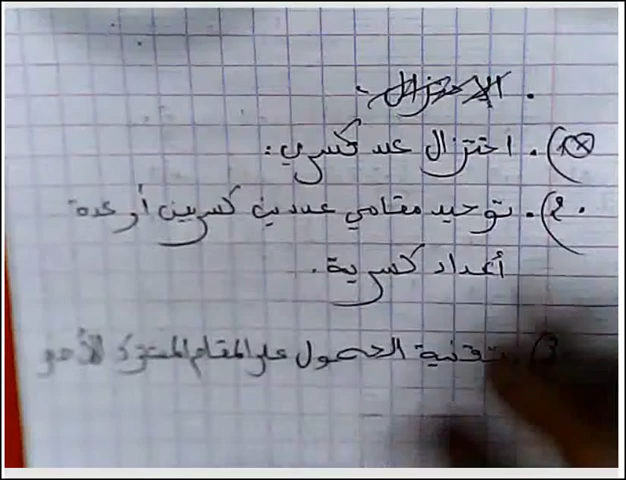 . الاختزال.
1). اختزال عدد كسري:
2). توحيد مقامي عددين كسريين أو عدة
أعداد كسرية.
3). تقنية الحصول على المقام المشترك الأصغر